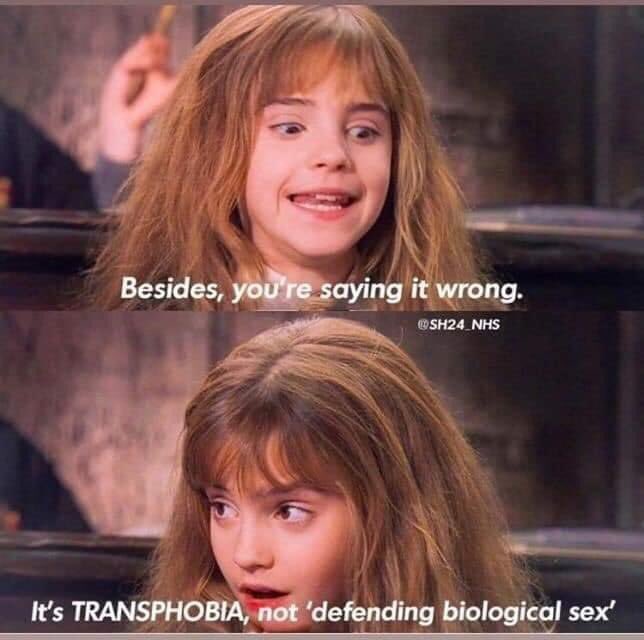 Besides, you're saying it wrong.
@SH24_NHS
It's TRANSPHOBIA, not 'defending biological sex'